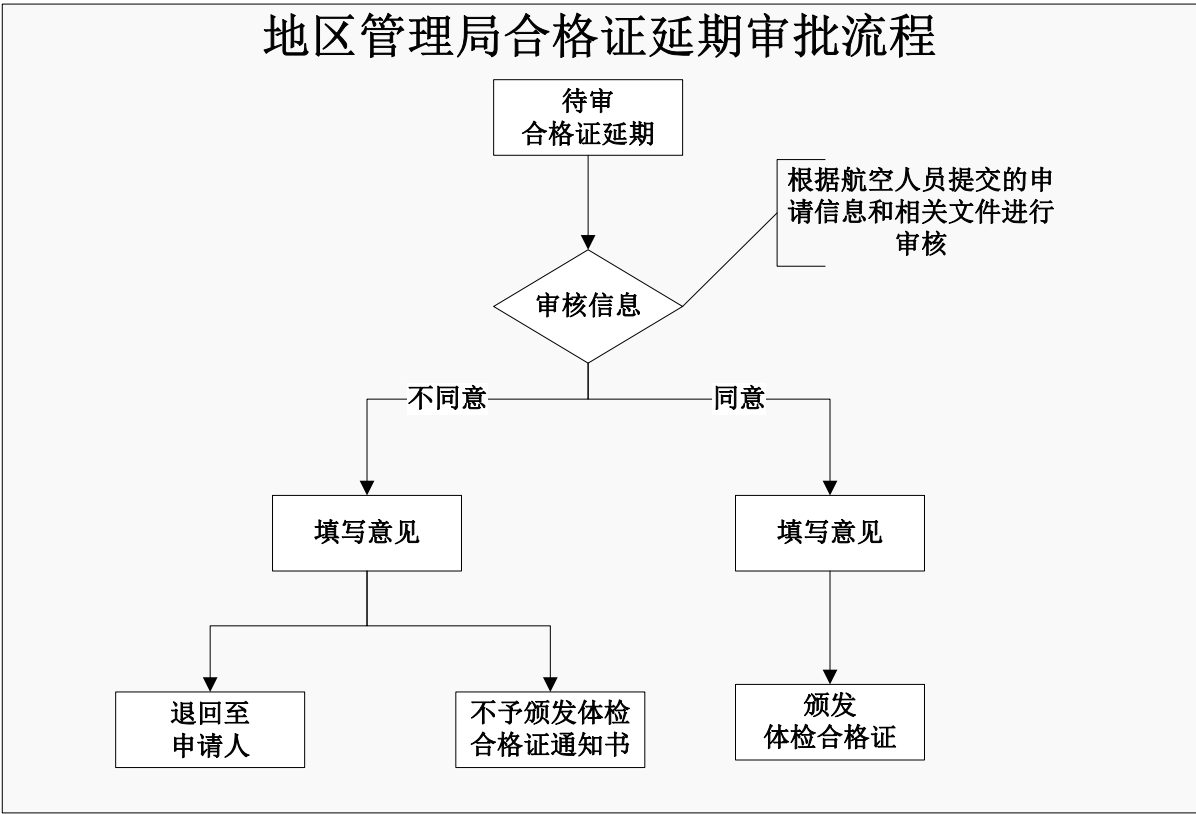 地区管理局合格证延期审批流程
待审
合格证延期
根据航空人员提交的申
请信息和相关文件进行
审核
审核信息
不同意
同意
填写意见
填写意见
退回至
申请人
不予颁发体检
合格证通知书
颁发
体检合格证